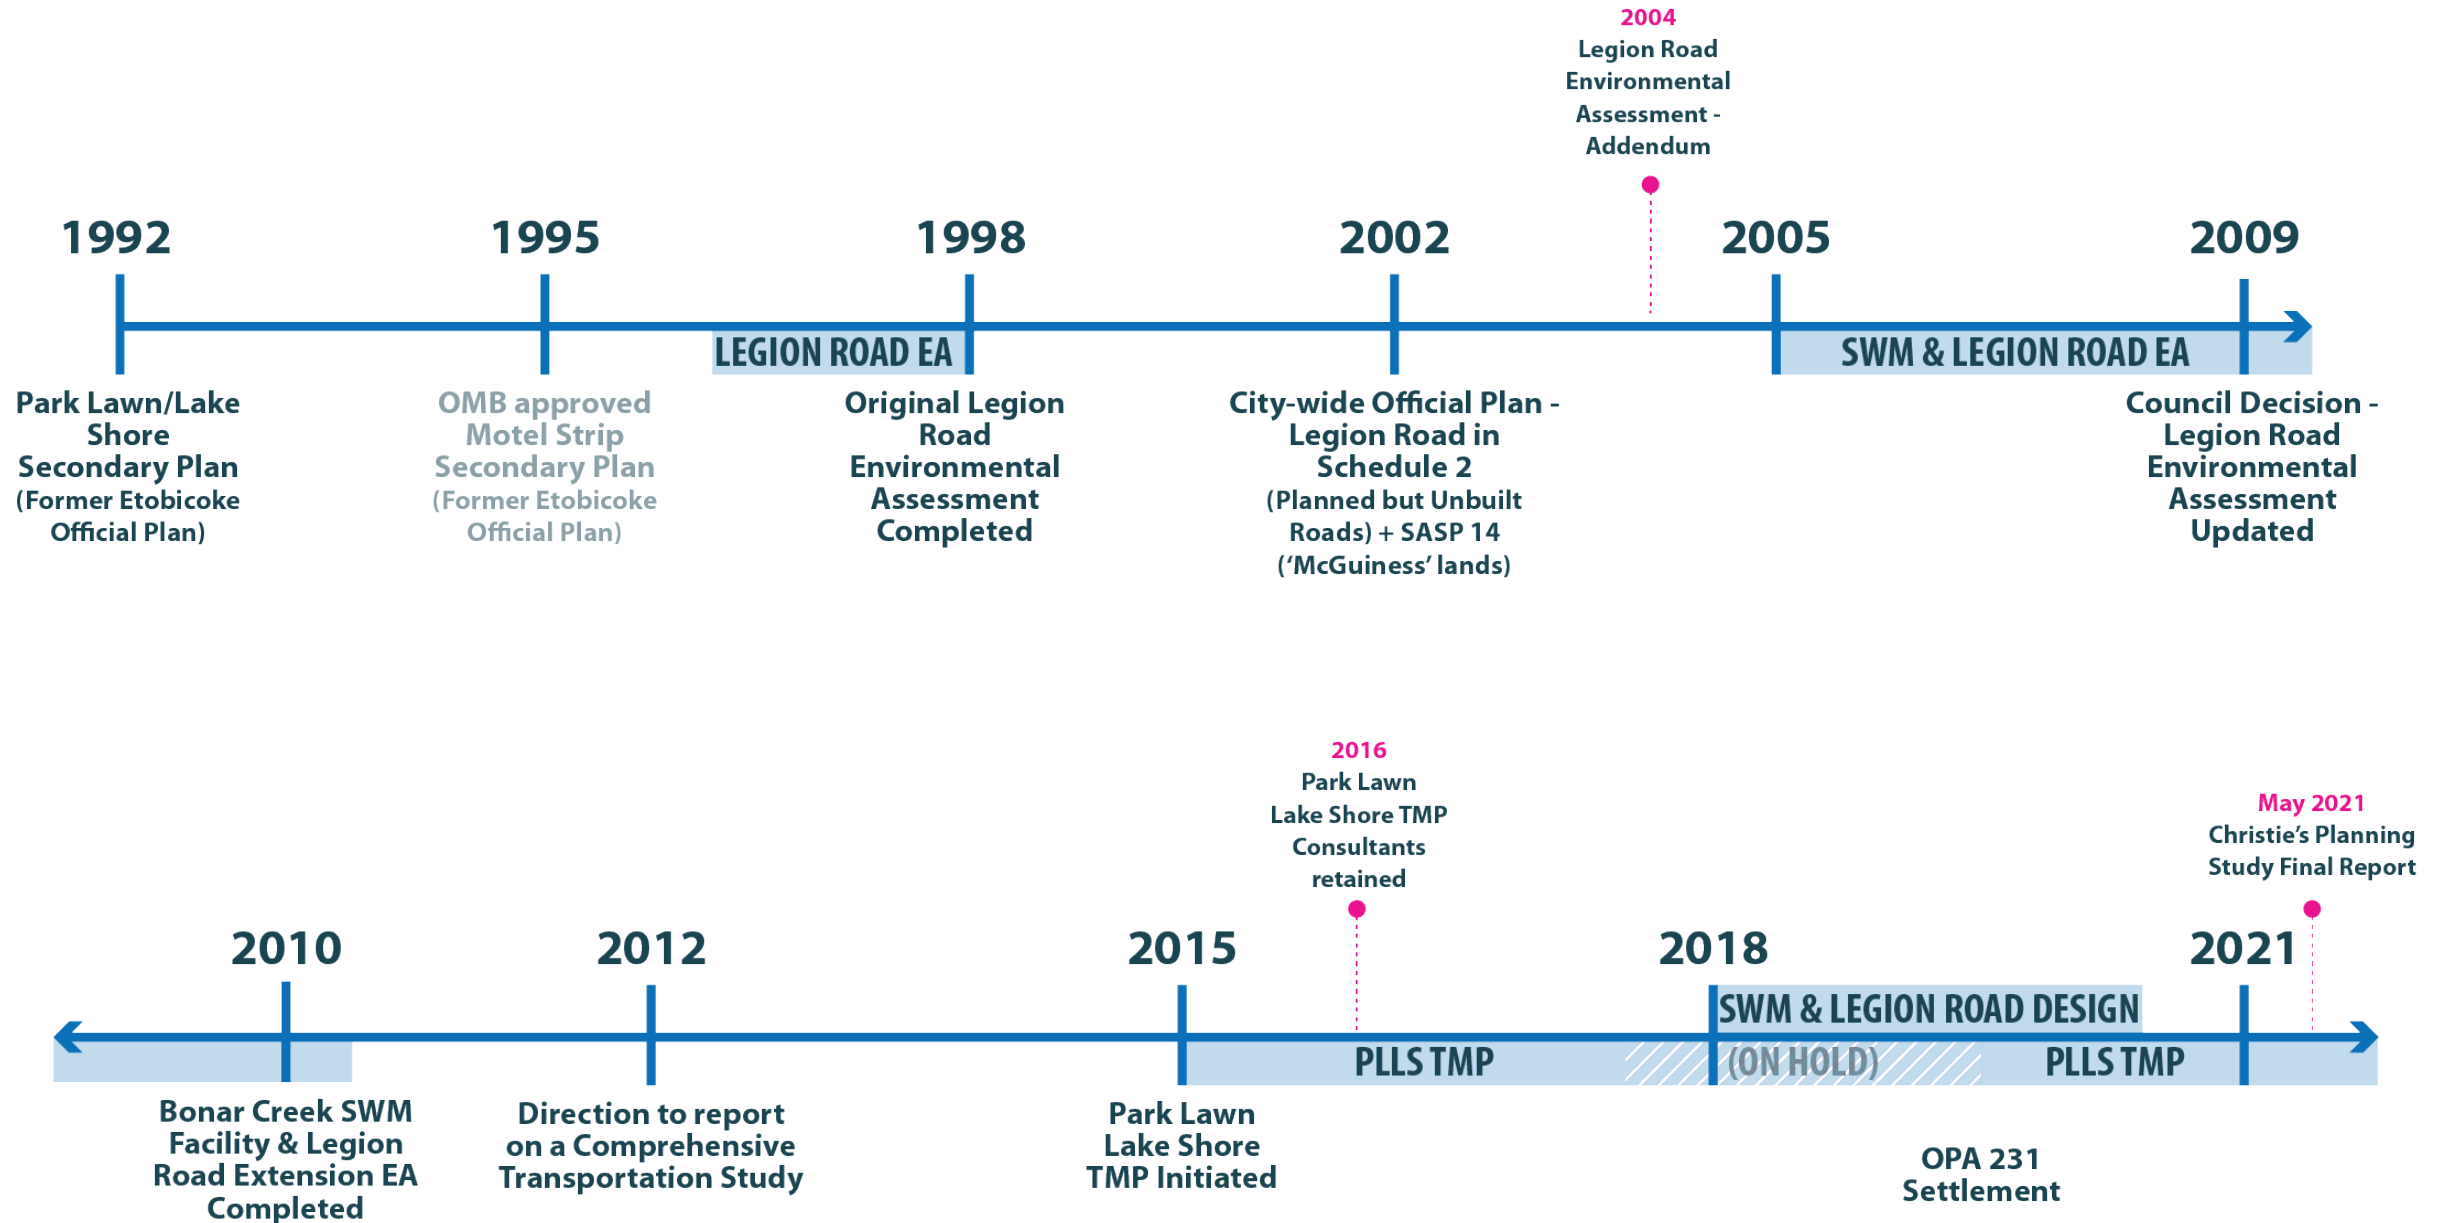 2004
Legion Road
Environmental
Assessment -
Addendum
1992
1995
1998
2002
2005
2009
LEGION ROAD EA
SWM & LEGION ROAD EA
Park Lawn/Lake
Shore
Secondary Plan
(Former Etobicoke
Official Plan)
OMB approved
Motel Strip
Secondary Plan
(Former Etobicoke
Official Plan)
Original Legion
Road
Environmental
Assessment
Completed
City-wide Official Plan -
Legion Road in
Schedule 2
(Planned but Unbuilt
Roads) + SASP 14
(‘McGuiness’ lands)
Council Decision -
Legion Road
Environmental
Assessment
Updated
2016
Park Lawn
Lake Shore TMP
Consultants
retained
May 2021
Christie’s Planning
Study Final Report
2010
2012
2015
2018
2021
SWM & LEGION ROAD DESIGN
PLLS TMP
(ON HOLD)
PLLS TMP
Bonar Creek SWM
Facility & Legion
Road Extension EA
Completed
Direction to report
on a Comprehensive
Transportation Study
Park Lawn
Lake Shore
TMP Initiated
OPA 231
Settlement